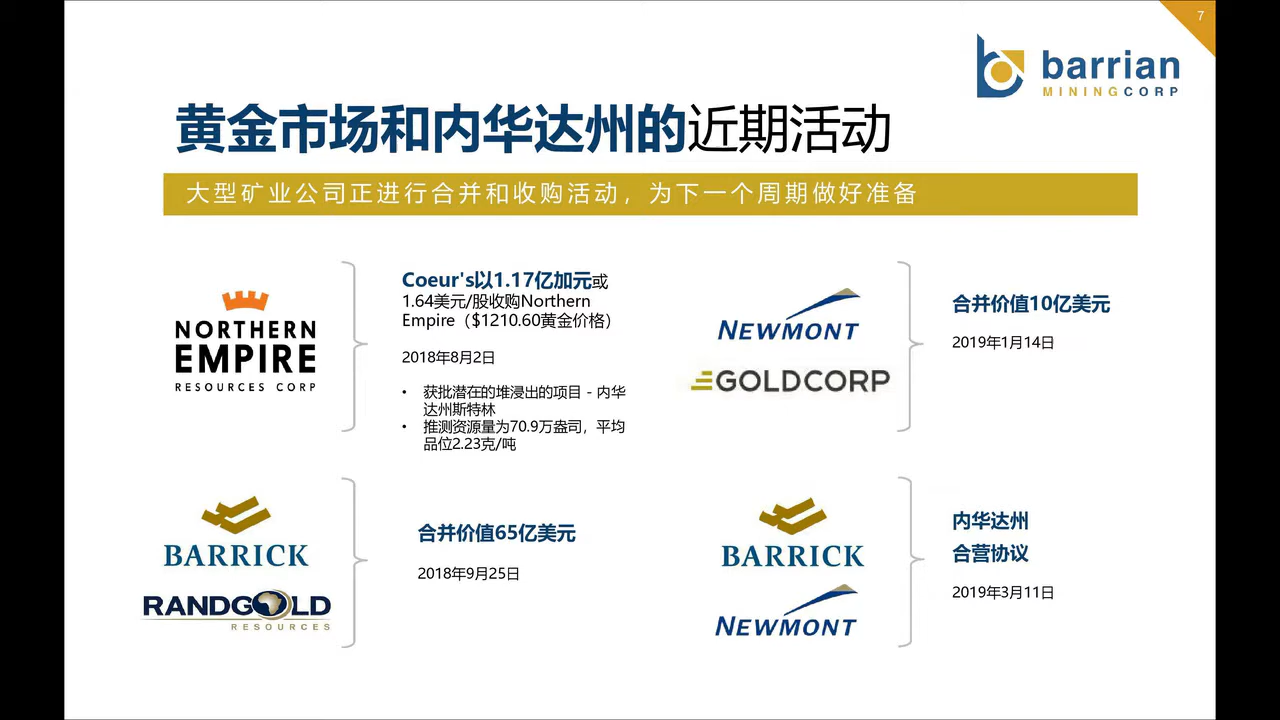 7
barrian
MININGCORP
黄金市场和内华达州的近期活动
大型矿业公司正进行合并和收购活动，为下一个周期做好准备
NORTHERN
EMPIRE
RESOURCES CORP
Coeur's以1.17亿加元或
1.64美元/股收购Northern
Empire（$1210.60黄金价格）
2018年8月2日
• 获批潜在的堆浸出的项目 - 内华
达州斯特林
• 推测资源量为70.9万盎司，平均
品位2.23克/吨
NEWMONT
GOLDCORP
合并价值10亿美元
2019年1月14日
BARRICK
RANDGOLD
RESOURCES
合并价值65亿美元
2018年9月25日
BARRICK
NEWMONT
内华达州
合营协议
2019年3月11日